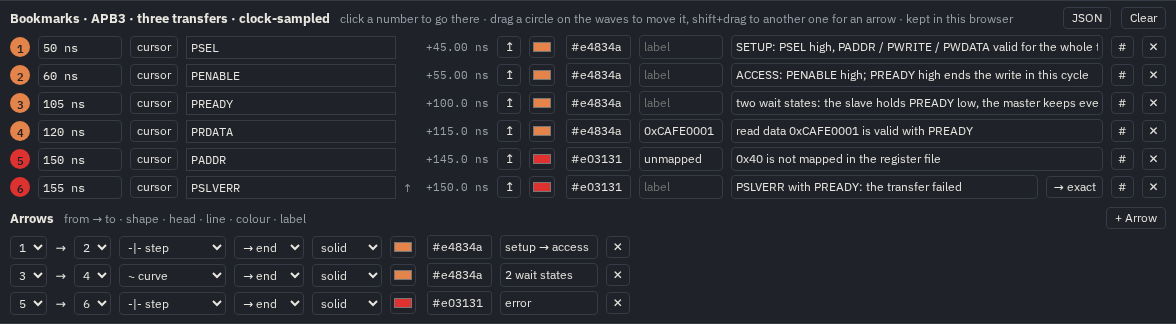 Bookmarks · APB3 · three transfers · clock-sampled click a number to go there · drag a circle on the waves to move it, shift+drag to another one for an arrow · kept in this browser JSON Clear
1 50 ns cursor PSEL +45.00 ns ↥ #e4834a label SETUP: PSEL high, PADDR / PWRITE / PWDATA valid for the whole # ✕
2 60 ns cursor PENABLE +55.00 ns ↥ #e4834a label ACCESS: PENABLE high; PREADY high ends the write in this cycle # ✕
3 105 ns cursor PREADY +100.0 ns ↥ #e4834a label two wait states: the slave holds PREADY low, the master keeps eve # ✕
4 120 ns cursor PRDATA +115.0 ns ↥ #e4834a 0xCAFE0001 read data 0xCAFE0001 is valid with PREADY # ✕
5 150 ns cursor PADDR +145.0 ns ↥ #e03131 unmapped 0x40 is not mapped in the register file # ✕
6 155 ns cursor PSLVERR ↑ +150.0 ns ↥ #e03131 label PSLVERR with PREADY: the transfer failed → exact # ✕
Arrows from → to · shape · head · line · colour · label + Arrow
1 → 2 -|- step → end solid #e4834a setup → access ✕
3 → 4 ~ curve → end solid #e4834a 2 wait states ✕
5 → 6 -|- step → end solid #e03131 error ✕